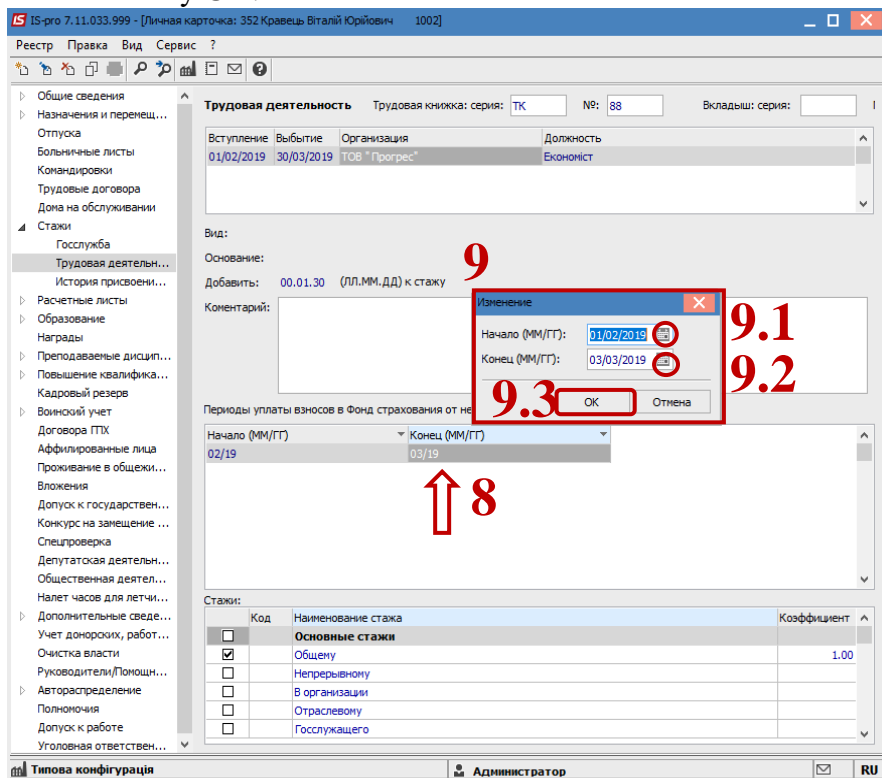 IS-pro 7.11.033.999 - [Личная карточка: 352 Кравець Віталій Юрійович 1002]
Реестр Правка Вид Сервис ?
Общие сведения
Назначения и перемещ...
Отпуска
Больничные листы
Командировки
Трудовые договора
Дома на обслуживании
Стажи
Госслужба
Трудовая деятельн...
История присвоени...
Расчетные листы
Образование
Награды
Преподаваемые дисцип...
Повышение квалифика...
Кадровый резерв
Воинский учет
Договора ГПХ
Аффилированные лица
Проживание в общежи...
Вложения
Допуск к государствен...
Конкурс на замещение ...
Спецпроверка
Депутатская деятельн...
Общественная деятел...
Налет часов для летчи...
Дополнительные сведе...
Учет донорских, работ...
Очистка власти
Руководители/Помощн...
Автораспределение
Полномочия
Допуск к работе
Уголовная ответствен...
Трудовая деятельность Трудовая книжка: серия: ТК №: 88 Вкладыш: серия:
Вступление Выбытие Организация Должность
01/02/2019 30/03/2019 ТОВ "Прогрес" Економіст
Вид:
Основание:
Добавить: 00.01.30 (ЛЛ.ММ.ДД) к стажу
Коментарий:
9
Изменение
Начало (ММ/ГГ): 01/02/2019 9.1
Конец (ММ/ГГ): 03/03/2019 9.2
9.3 ОК Отмена
Периоды уплаты взносов в Фонд страхования от не
Начало (ММ/ГГ) Конец (ММ/ГГ)
02/19 03/19
8
Стажи:
Код Наименование стажа Коэффициент
Основные стажи
Общему 1.00
Непрерывному
В организации
Отраслевому
Госслужащего
Типова конфігурація Администратор RU